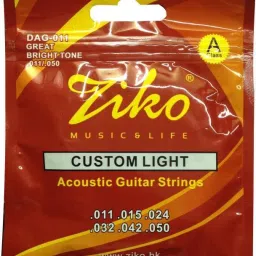 DAG-011
GREAT
BRIGHT TONE
.011/.050
A
Ziko
MUSIC & LIFE
CUSTOM LIGHT
Acoustic Guitar Strings
.011 .015 .024
.032 .042 .050
www.ziko.hk